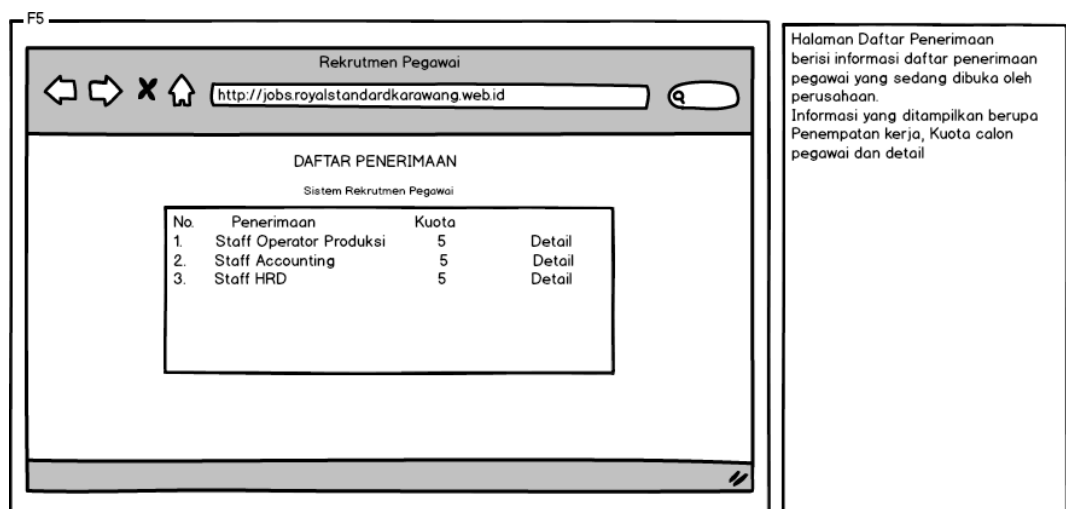 F5
Rekrutmen Pegawai
http://jobs.royalstandardkarawang.web.id
DAFTAR PENERIMAAN
Sistem Rekrutmen Pegawai
No. Penerimaan Kuota
1. Staff Operator Produksi 5 Detail
2. Staff Accounting 5 Detail
3. Staff HRD 5 Detail
Halaman Daftar Penerimaan
berisi informasi daftar penerimaan
pegawai yang sedang dibuka oleh
perusahaan.
Informasi yang ditampilkan berupa
Penempatan kerja, Kuota calon
pegawai dan detail